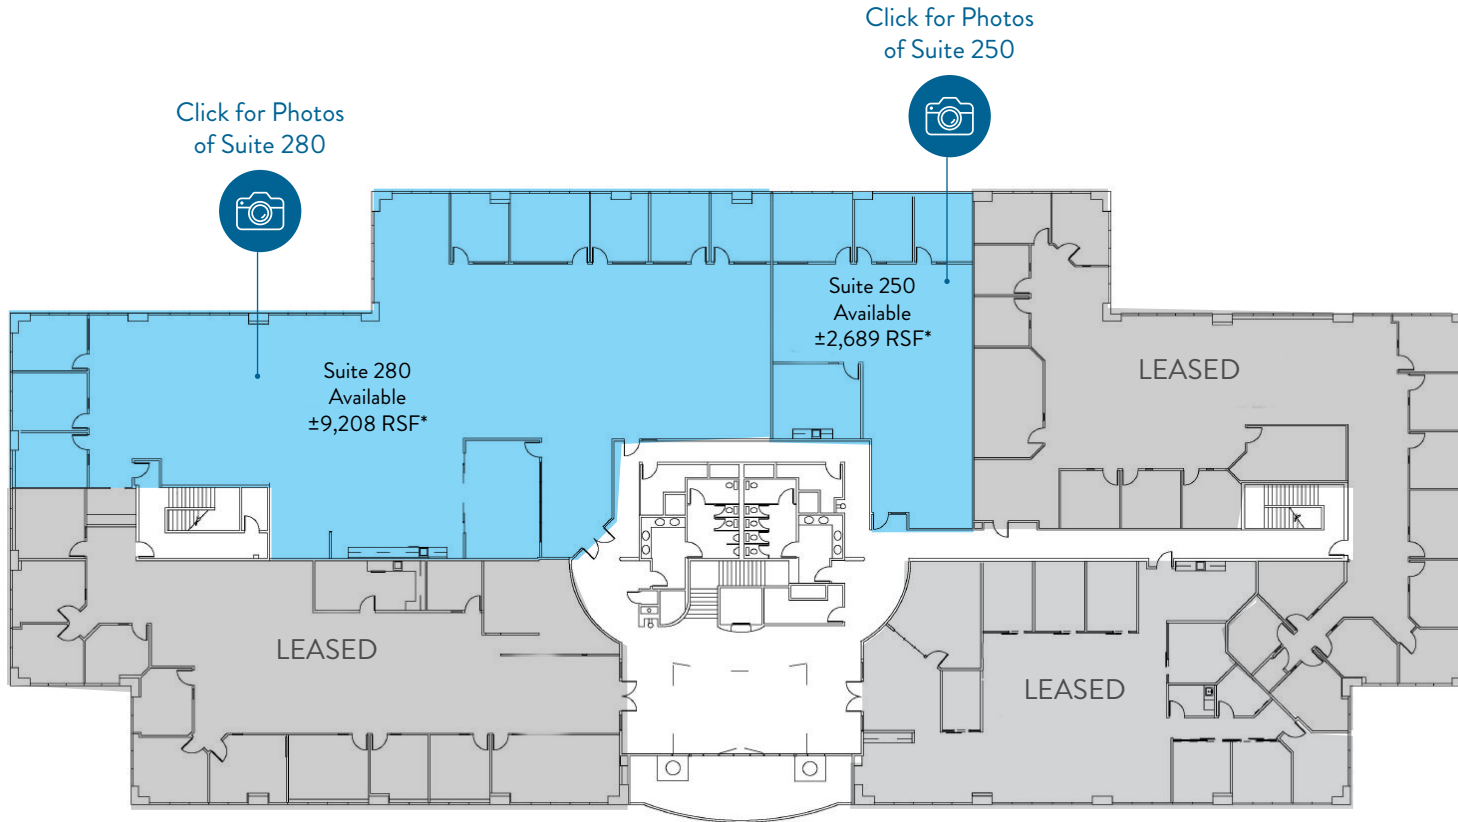 Click for Photos
of Suite 250
Click for Photos
of Suite 280
Suite 250
Available
±2,689 RSF*
Suite 280
Available
±9,208 RSF*
LEASED
LEASED
LEASED